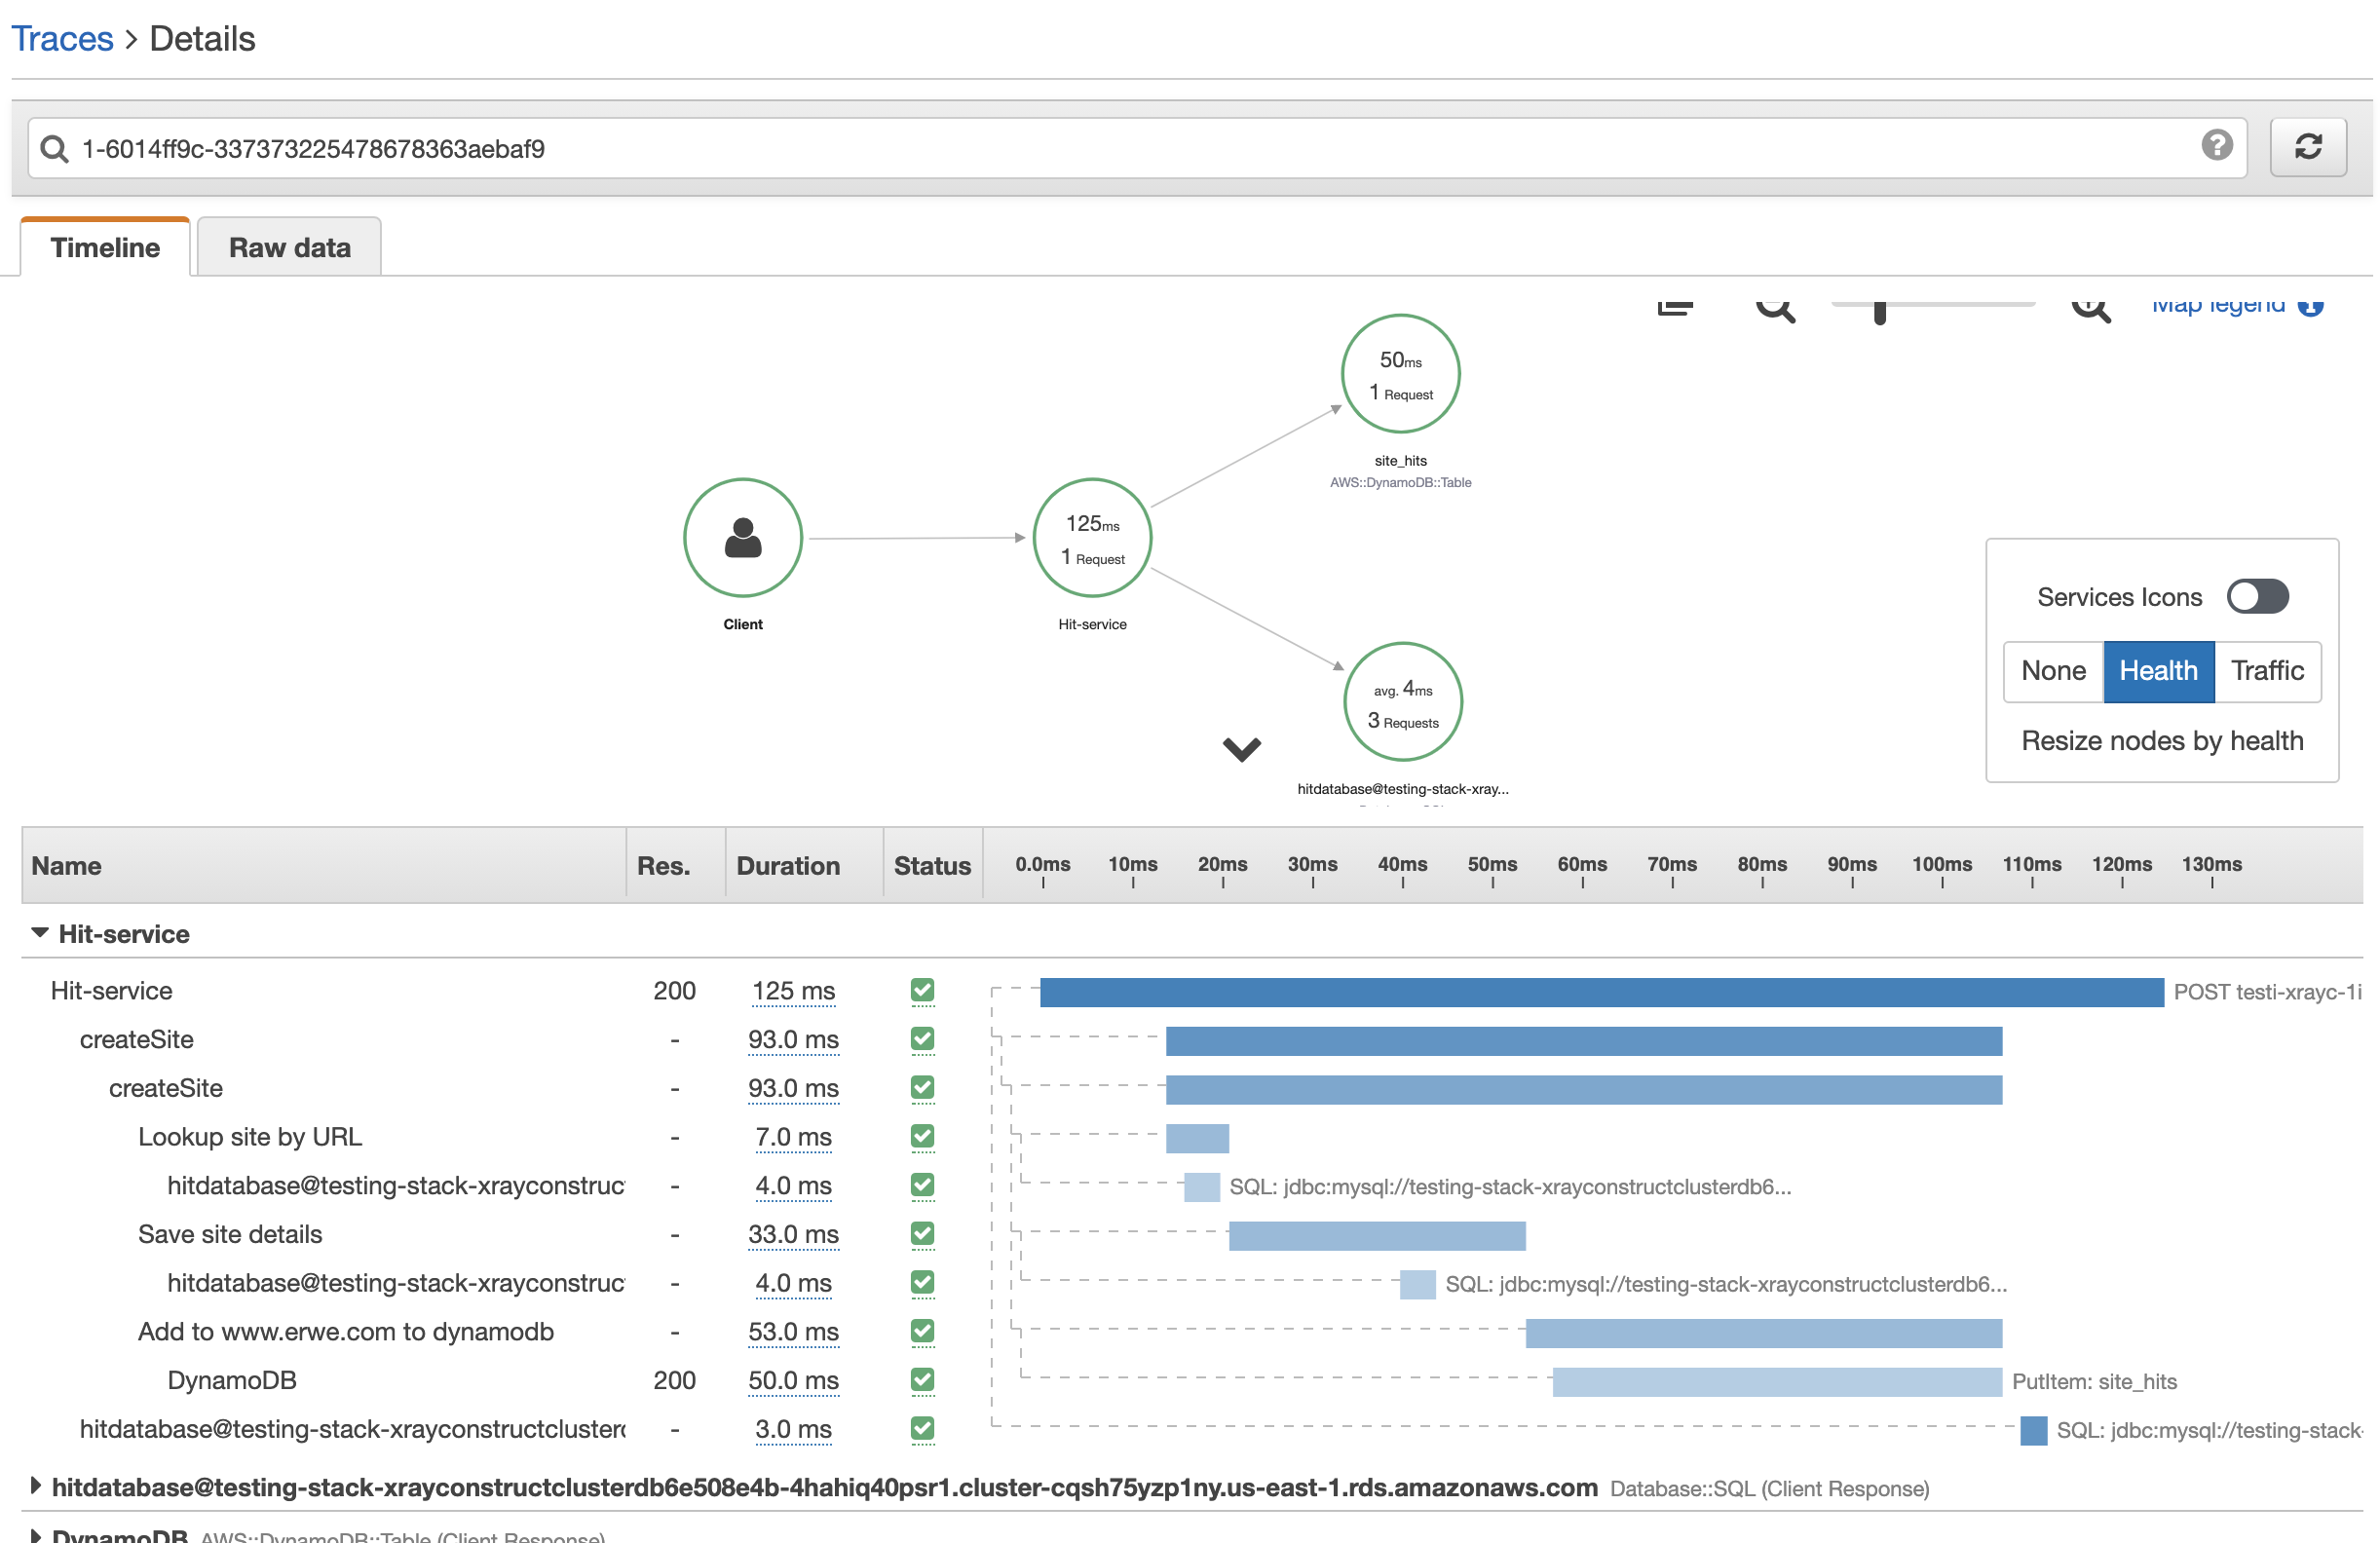 Traces > Details
1-6014ff9c-337373225478678363aebaf9
Timeline
Raw data
Map legend
50ms
1 Request
site_hits
AWS::DynamoDB::Table
125ms
1 Request
Client
Hit-service
avg. 4ms
3 Requests
hitdatabase@testing-stack-xray...
Services Icons
None Health Traffic
Resize nodes by health
Name Res. Duration Status 0.0ms 10ms 20ms 30ms 40ms 50ms 60ms 70ms 80ms 90ms 100ms 110ms 120ms 130ms
Hit-service
Hit-service 200 125 ms POST testi-xrayc-1i
createSite - 93.0 ms
createSite - 93.0 ms
Lookup site by URL - 7.0 ms
hitdatabase@testing-stack-xrayconstruc - 4.0 ms SQL: jdbc:mysql://testing-stack-xrayconstructclusterdb6...
Save site details - 33.0 ms
hitdatabase@testing-stack-xrayconstruc - 4.0 ms SQL: jdbc:mysql://testing-stack-xrayconstructclusterdb6...
Add to www.erwe.com to dynamodb - 53.0 ms
DynamoDB 200 50.0 ms PutItem: site_hits
hitdatabase@testing-stack-xrayconstructcluster - 3.0 ms SQL: jdbc:mysql://testing-stack-
hitdatabase@testing-stack-xrayconstructclusterdb6e508e4b-4hahiq40psr1.cluster-cqsh75yzp1ny.us-east-1.rds.amazonaws.com Database::SQL (Client Response)
DynamoDB AWS::DynamoDB::Table (Client Response)